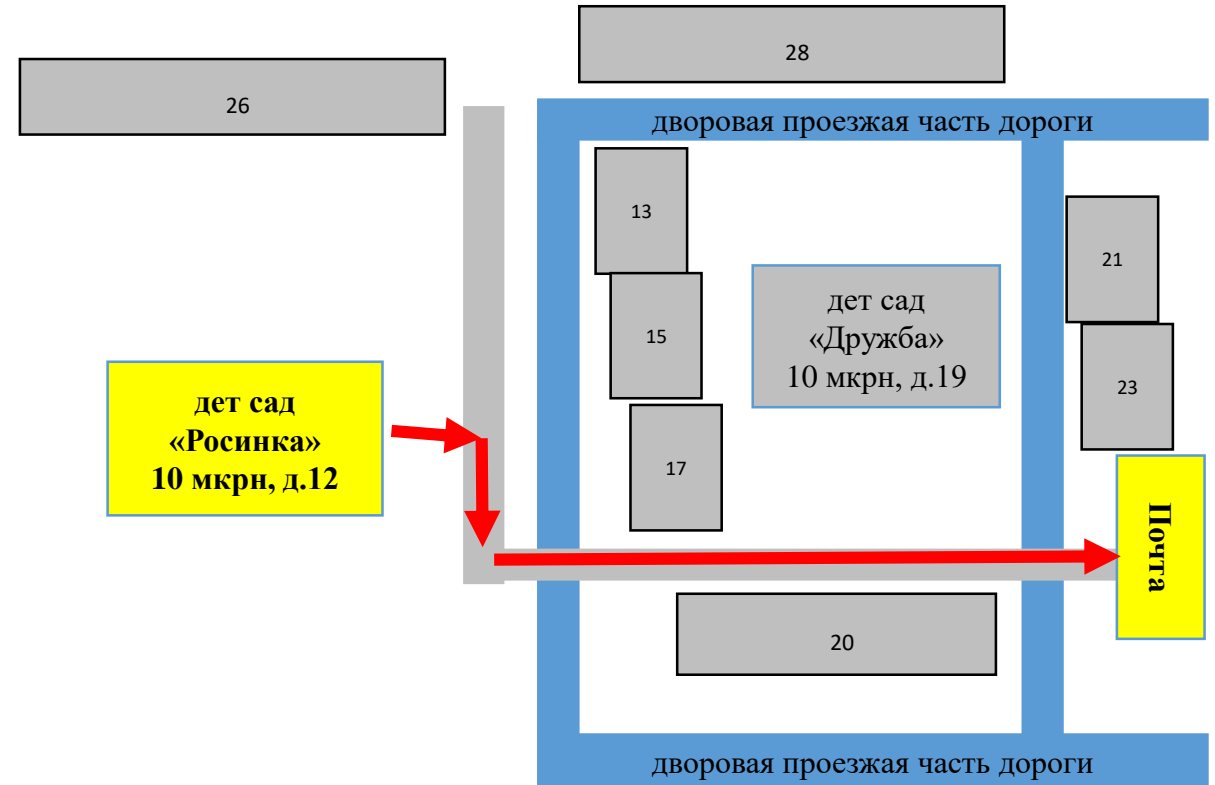 28
26
дворовая проезжая часть дороги
13
21
дет сад
«Дружба»
10 мкрн, д.19
15
23
дет сад
«Росинка»
10 мкрн, д.12
17
Почта
20
дворовая проезжая часть дороги